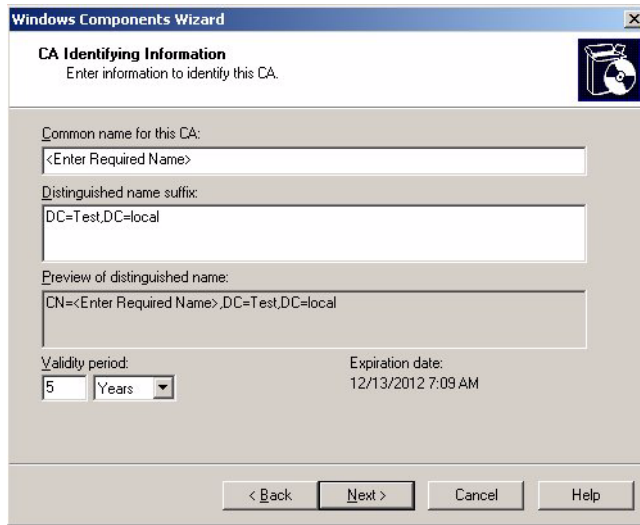 Windows Components Wizard
CA Identifying Information
Enter information to identify this CA.
Common name for this CA:
<Enter Required Name>
Distinguished name suffix:
DC=Test,DC=local
Preview of distinguished name:
CN=<Enter Required Name>,DC=Test,DC=local
Validity period:
Expiration date:
5 Years
12/13/2012 7:09 AM
< Back Next > Cancel Help